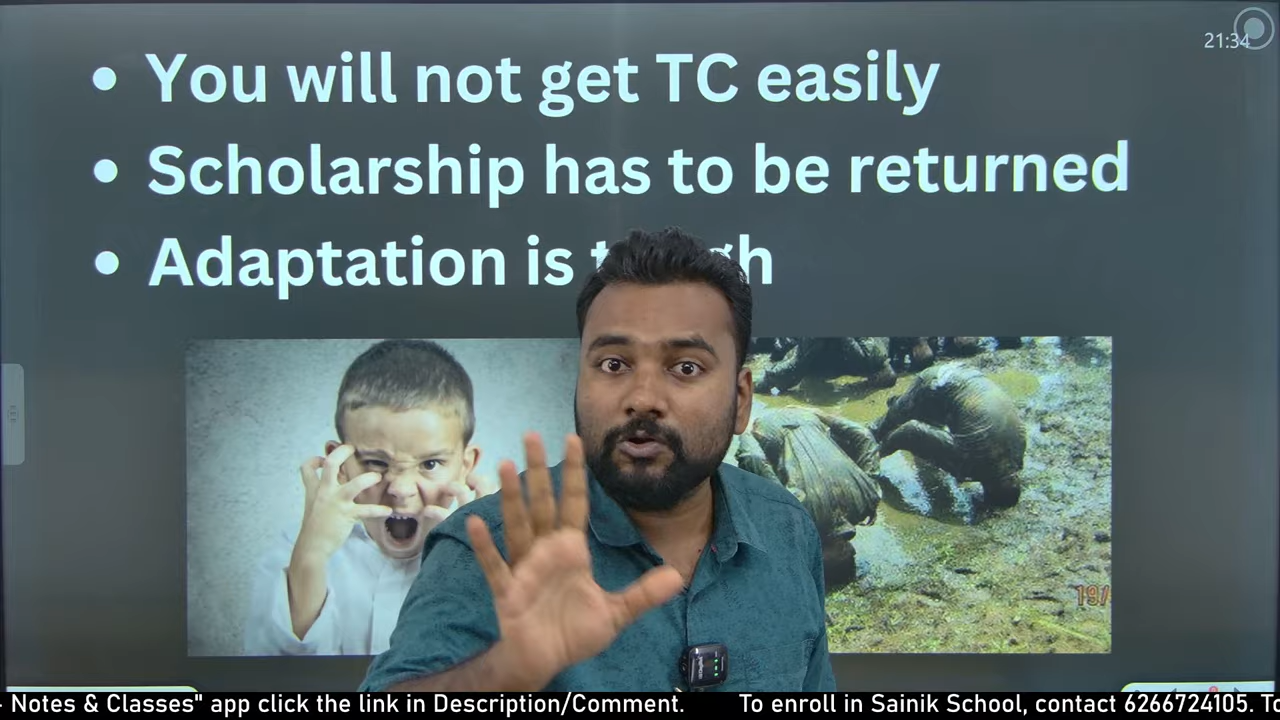 21:34
• You will not get TC easily
• Scholarship has to be returned
• Adaptation is
19/
Notes & Classes" app click the link in Description/Comment. To enroll in Sainik School, contact 6266724105. To